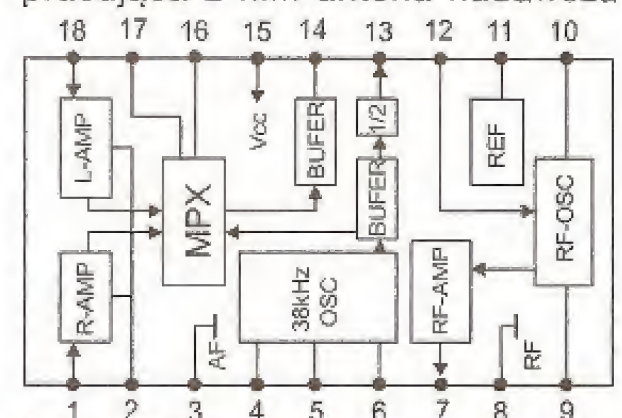 18 17 16 15 14 13 12 11 10
L-AMP
Vcc
BUFER
1/2
REF
MPX
BUFER
RF-OSC
R-AMP
AF
38kHz
OSC
RF-AMP
RF
1 2 3 4 5 6 7 8 9